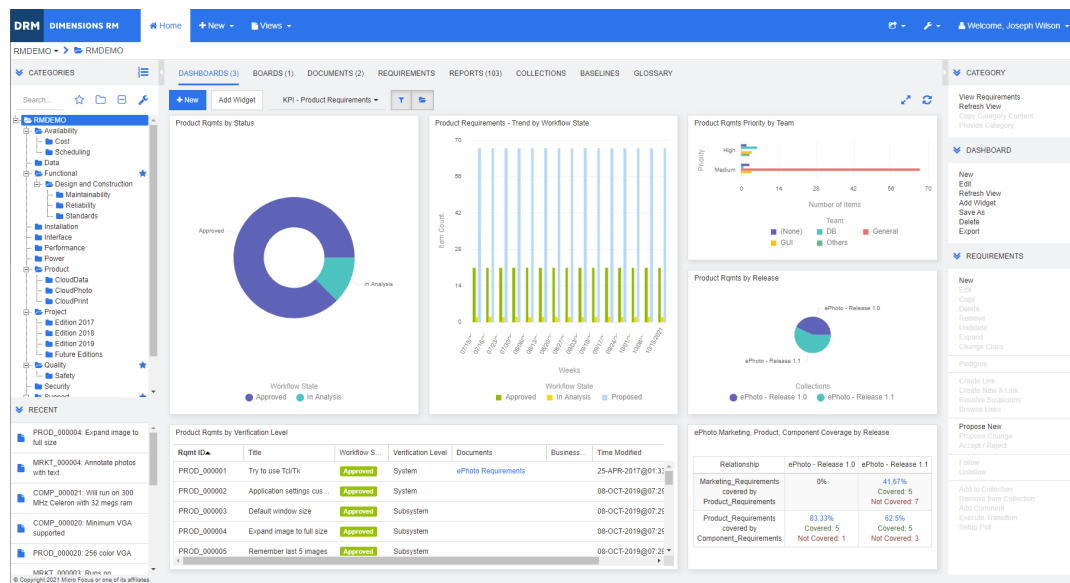 DRM DIMENSIONS RM Home + New Views Welcome, Joseph Wilson
RMDEMO > RMDEMO
CATEGORIES
Search...
RMDEMO
Availability
Cost
Scheduling
Data
Functional
Design and Construction
Maintainability
Reliability
Standards
Installation
Interface
Performance
Power
Product
CloudData
CloudPhoto
CloudPrint
Project
Edition 2017
Edition 2018
Edition 2019
Future Editions
Quality
Safety
Security
Support
RECENT
PROD_000004: Expand image to
full size
MRKT_000004: Annotate photos
with text
COMP_000021: Will run on 300
MHz Celeron with 32 megs ram
COMP_000020: Minimum VGA
supported
PROD_000020: 256 color VGA
MRKT_000003: Runs on
© Copyright 2021 Micro Focus or one of its affiliates.
DASHBOARDS (3) BOARDS (1) DOCUMENTS (2) REQUIREMENTS REPORTS (103) COLLECTIONS BASELINES GLOSSARY
+ New Add Widget KPI - Product Requirements
Product Rqmts by Status
Approved
In Analysis
Workflow State
Approved In Analysis
Product Requirements - Trend by Workflow State
70
56
42
28
14
0
Item Count
Weeks
Workflow State
Approved In Analysis Proposed
Product Rqmts Priority by Team
Priority
High
Medium
0 14 28 42 56 70
Number of Items
Team
(None) DB General
GUI Others
Product Rqmts by Release
ePhoto - Release 1.0
ePhoto - Release 1.1
Collections
ePhoto - Release 1.0 ePhoto - Release 1.1
Product Rqmts by Verification Level
Rqmt ID Title Workflow S... Verification Level Documents Business... Time Modified
PROD_000001 Try to use Tcl/Tk Approved System ePhoto Requirements 25-APR-2017@01:33
PROD_000002 Application settings cus... Approved System 08-OCT-2019@07:29
PROD_000003 Default window size Approved Subsystem 08-OCT-2019@07:29
PROD_000004 Expand image to full size Approved Subsystem 08-OCT-2019@07:29
PROD_000005 Remember last 5 images Approved Subsystem 08-OCT-2019@07:29
ePhoto Marketing, Product, Component Coverage by Release
Relationship ePhoto - Release 1.0 ePhoto - Release 1.1
Marketing_Requirements 0% 41.67%
covered by Covered: 5
Product_Requirements Not Covered: 7
Product_Requirements 83.33% 62.5%
covered by Covered: 5 Covered: 5
Component_Requirements Not Covered: 1 Not Covered: 3
CATEGORY
View Requirements
Refresh View
Copy Category Content
Provide Category
DASHBOARD
New
Edit
Refresh View
Add Widget
Save As
Delete
Export
REQUIREMENTS
New
Edit
Copy
Delete
Remove
Undelete
Expand
Change Class
Pedigree
Create Link
Create New & Link
Resolve Suspicions
Browse Links
Propose New
Propose Change
Accept / Reject
Follow
Unfollow
Add to Collection
Remove from Collection
Add Comment
Execute Transition
Setup Poll